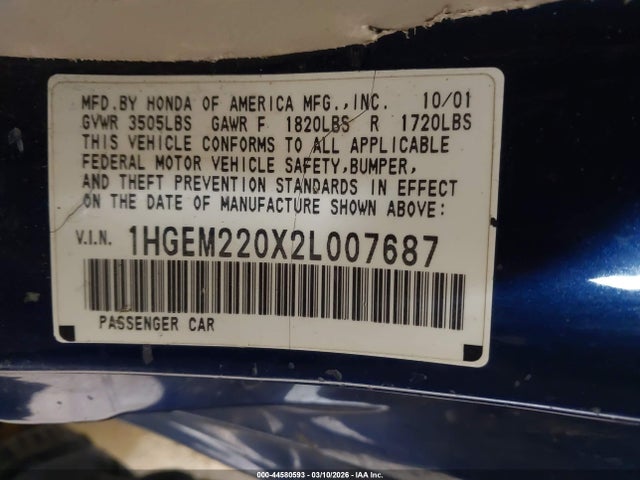 MFD.BY HONDA OF AMERICA MFG.,INC. 10/01
GVWR 3505LBS GAWR F 1820LBS R 1720LBS
THIS VEHICLE CONFORMS TO ALL APPLICABLE
FEDERAL MOTOR VEHICLE SAFETY,BUMPER,
AND THEFT PREVENTION STANDARDS IN EFFECT
ON THE DATE OF MANUFACTURE SHOWN ABOVE:
V.I.N. 1HGEM220X2L007687
PASSENGER CAR
000-44580593 - 03/10/2026 - IAA Inc.